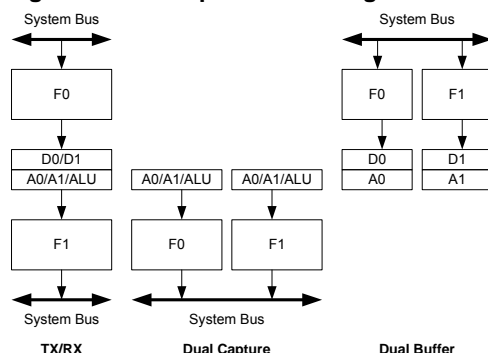 System Bus
System Bus
F0
F0
F1
D0/D1
A0/A1/ALU
A0/A1/ALU
A0/A1/ALU
D0
A0
D1
A1
F1
F0
F1
System Bus
System Bus
TX/RX
Dual Capture
Dual Buffer